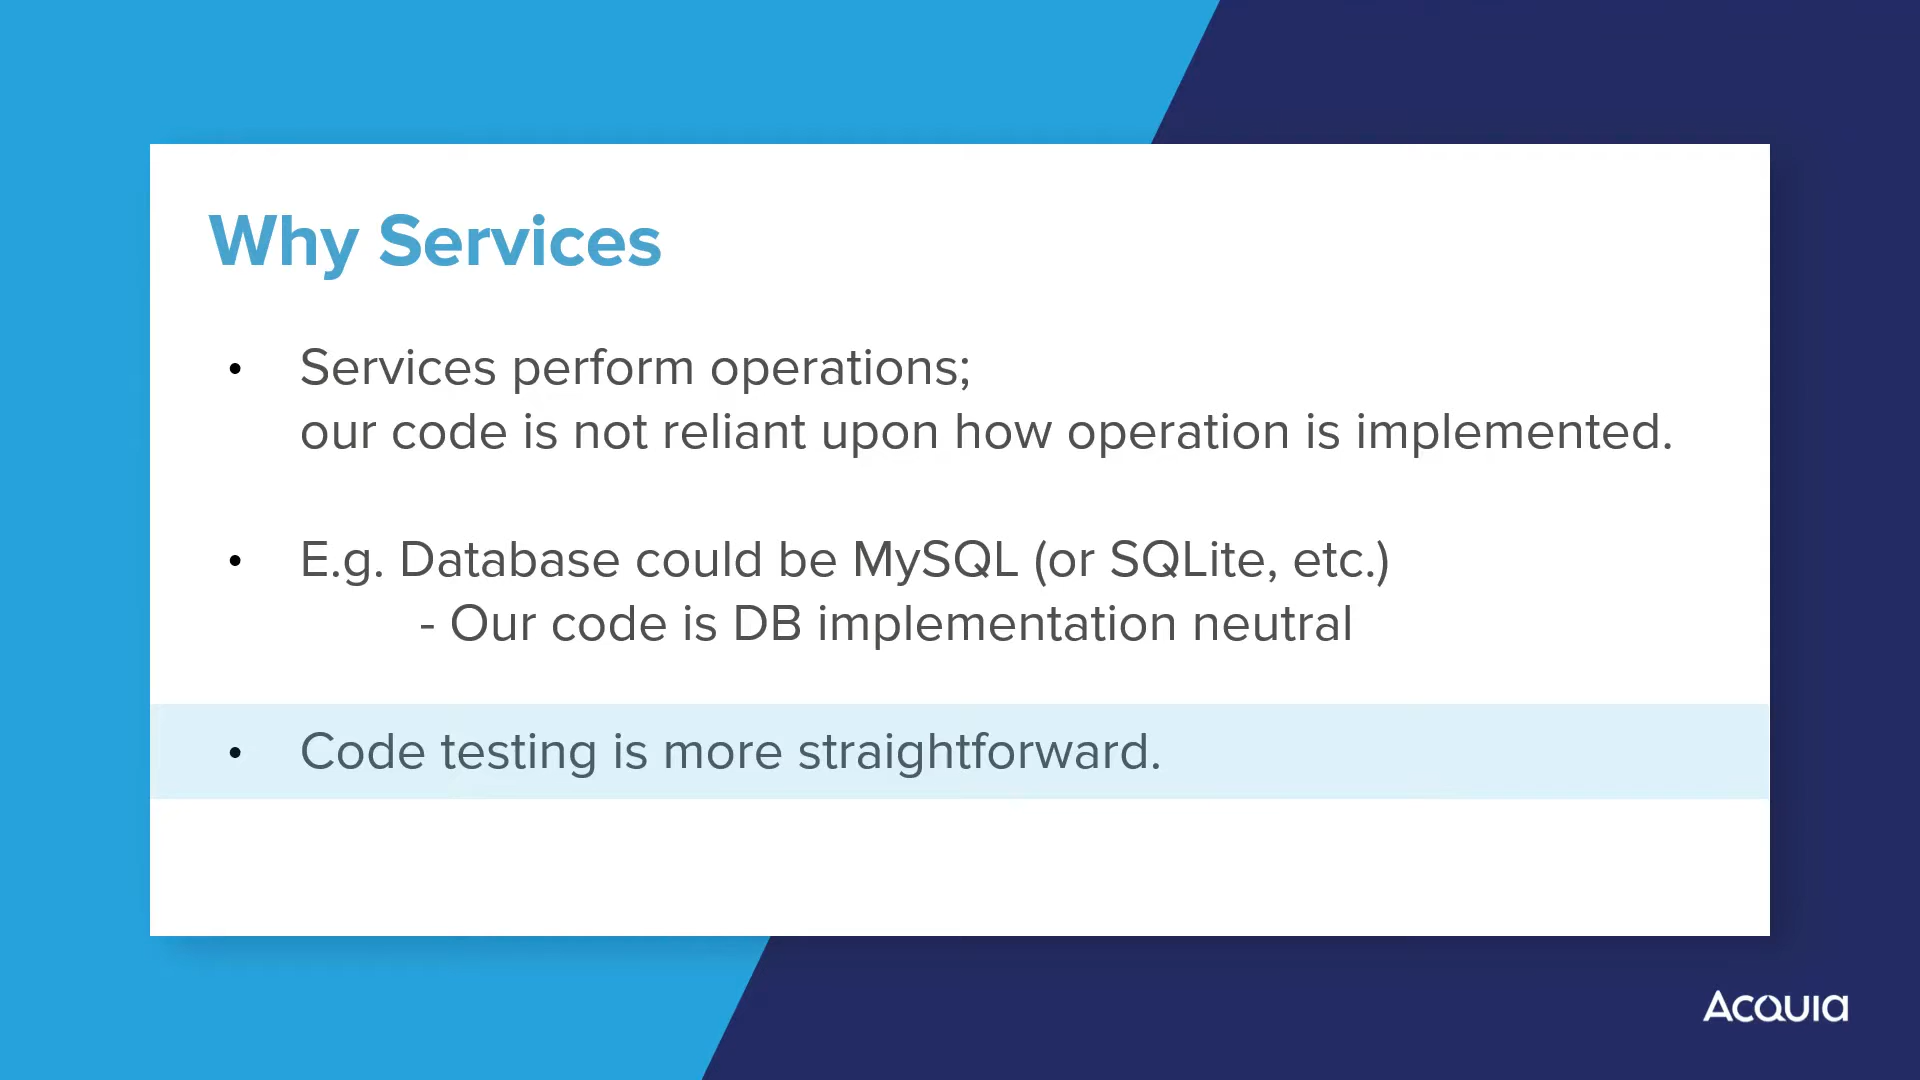 Why Services
• Services perform operations;
our code is not reliant upon how operation is implemented.
• E.g. Database could be MySQL (or SQLite, etc.)
- Our code is DB implementation neutral
• Code testing is more straightforward.
Acquia